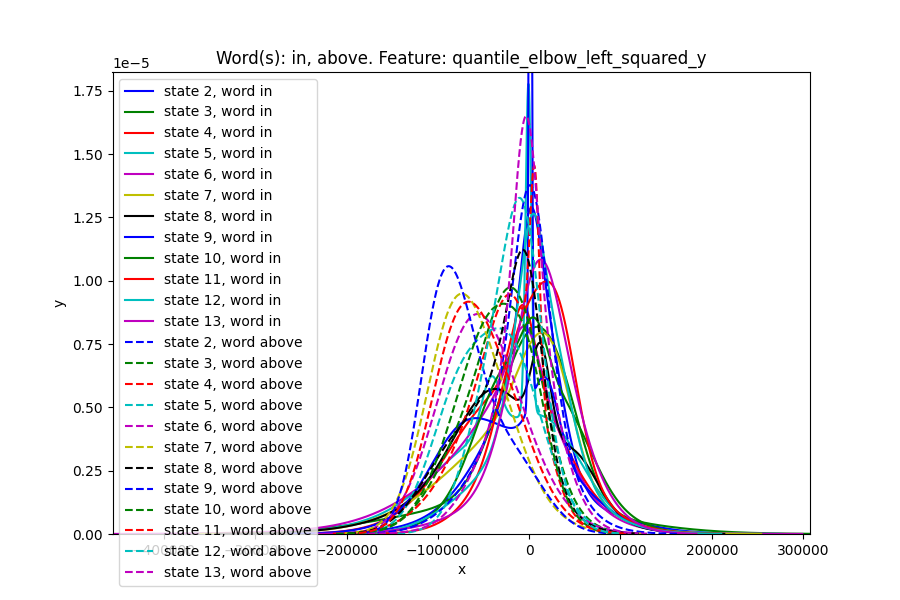 Word(s): in, above. Feature: quantile_elbow_left_squared_y
1e−5
1.75
1.50
1.25
1.00
0.75
0.50
0.25
0.00
y
state 2, word in
state 3, word in
state 4, word in
state 5, word in
state 6, word in
state 7, word in
state 8, word in
state 9, word in
state 10, word in
state 11, word in
state 12, word in
state 13, word in
state 2, word above
state 3, word above
state 4, word above
state 5, word above
state 6, word above
state 7, word above
state 8, word above
state 9, word above
state 10, word above
state 11, word above
state 12, word above
state 13, word above
−400000 −300000 −200000 −100000 0 100000 200000 300000
x